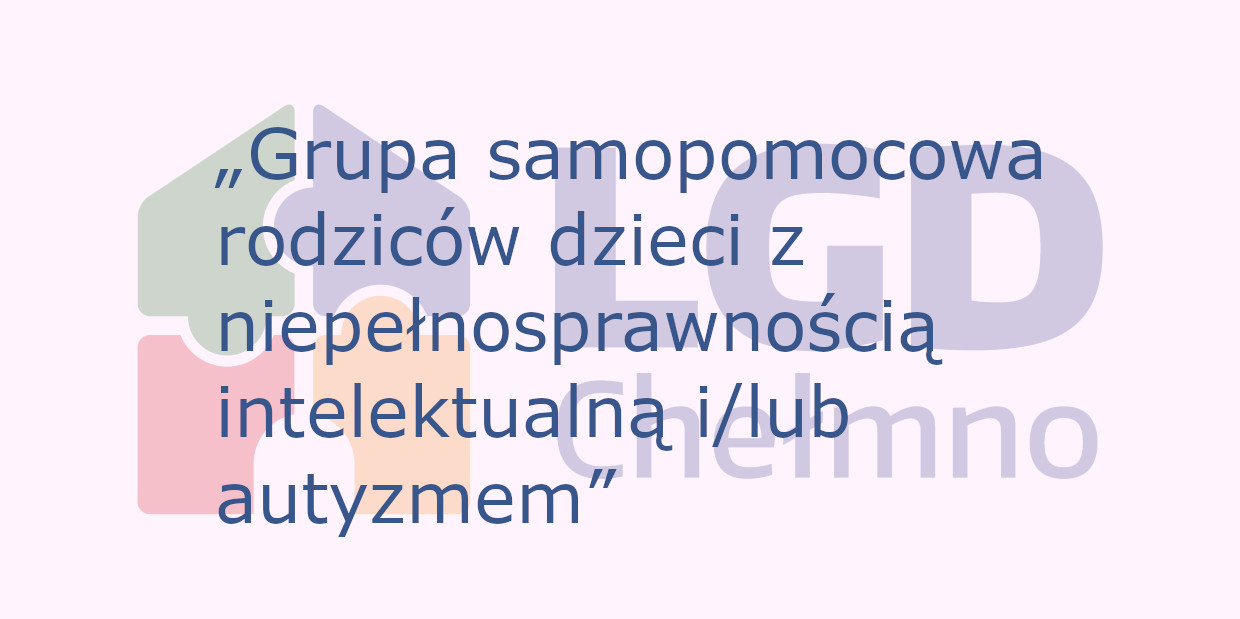 „Grupa samopomocowa
rodziców dzieci z
niepełnosprawnością
intelektualną i/lub
autyzmem”
LGD
Chełmno